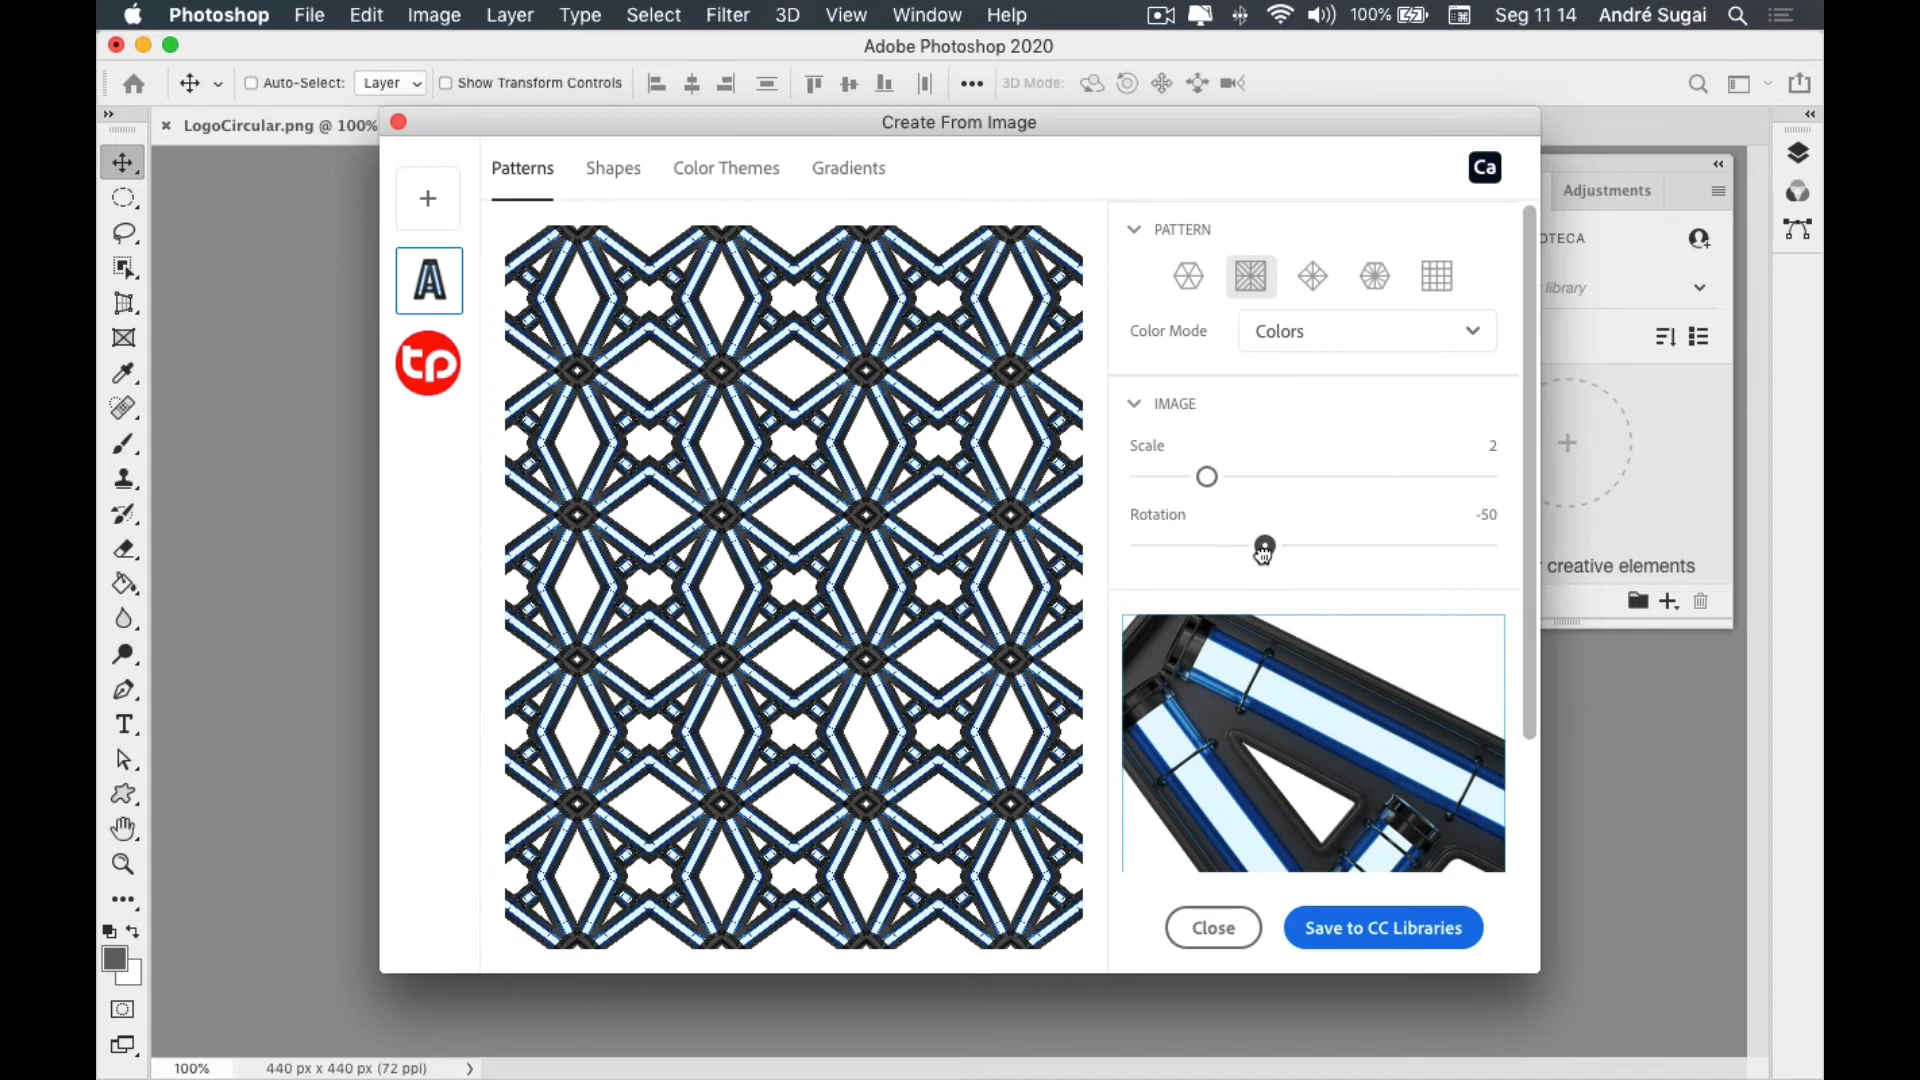 Photoshop File Edit Image Layer Type Select Filter 3D View Window Help 100% Seg 11 14 André Sugai
Adobe Photoshop 2020
Auto-Select: Layer Show Transform Controls 3D Mode:
LogoCircular.png @ 100%
Create From Image
Patterns Shapes Color Themes Gradients Ca
Adjustments
PATTERN
OTECA
library
Color Mode Colors
tp
A
IMAGE
Scale 2
Rotation -50
creative elements
Close Save to CC Libraries
100% 440 px x 440 px (72 ppi)